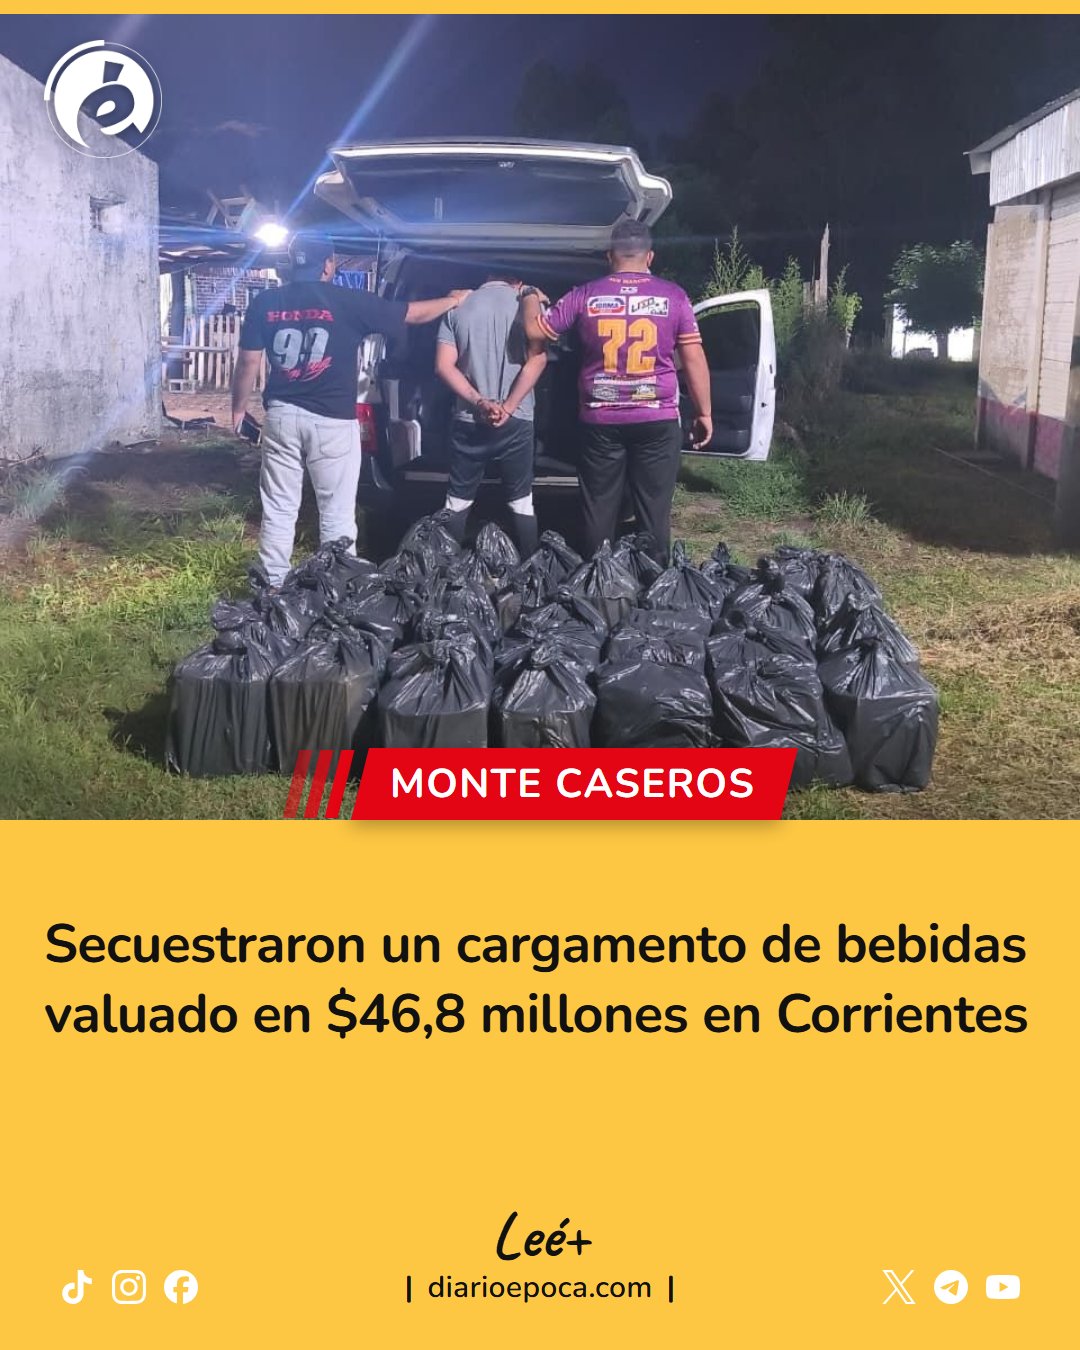 é
HONDA
93
72
MONTE CASEROS
Secuestraron un cargamento de bebidas
valuado en $46,8 millones en Corrientes
Leé+
| diarioepoca.com |